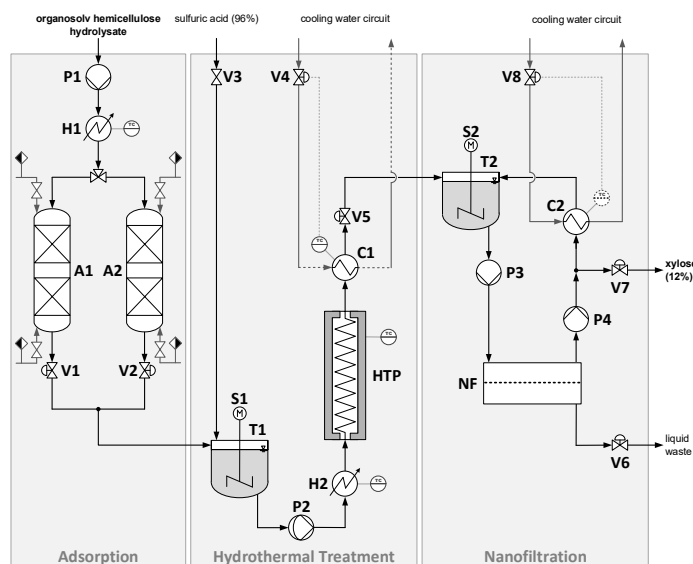 organosolv hemicellulose
hydrolysate
sulfuric acid (96%)
cooling water circuit
cooling water circuit
P1
V3
V4
V8
H1
TC
S2
M
T2
TC
C2
V5
TC
C1
A1
A2
P3
xylose
(12%)
V7
P4
TC
HTP
NF
V1
V2
S1
M
T1
liquid
waste
V6
H2
TC
P2
Adsorption
Hydrothermal Treatment
Nanofiltration